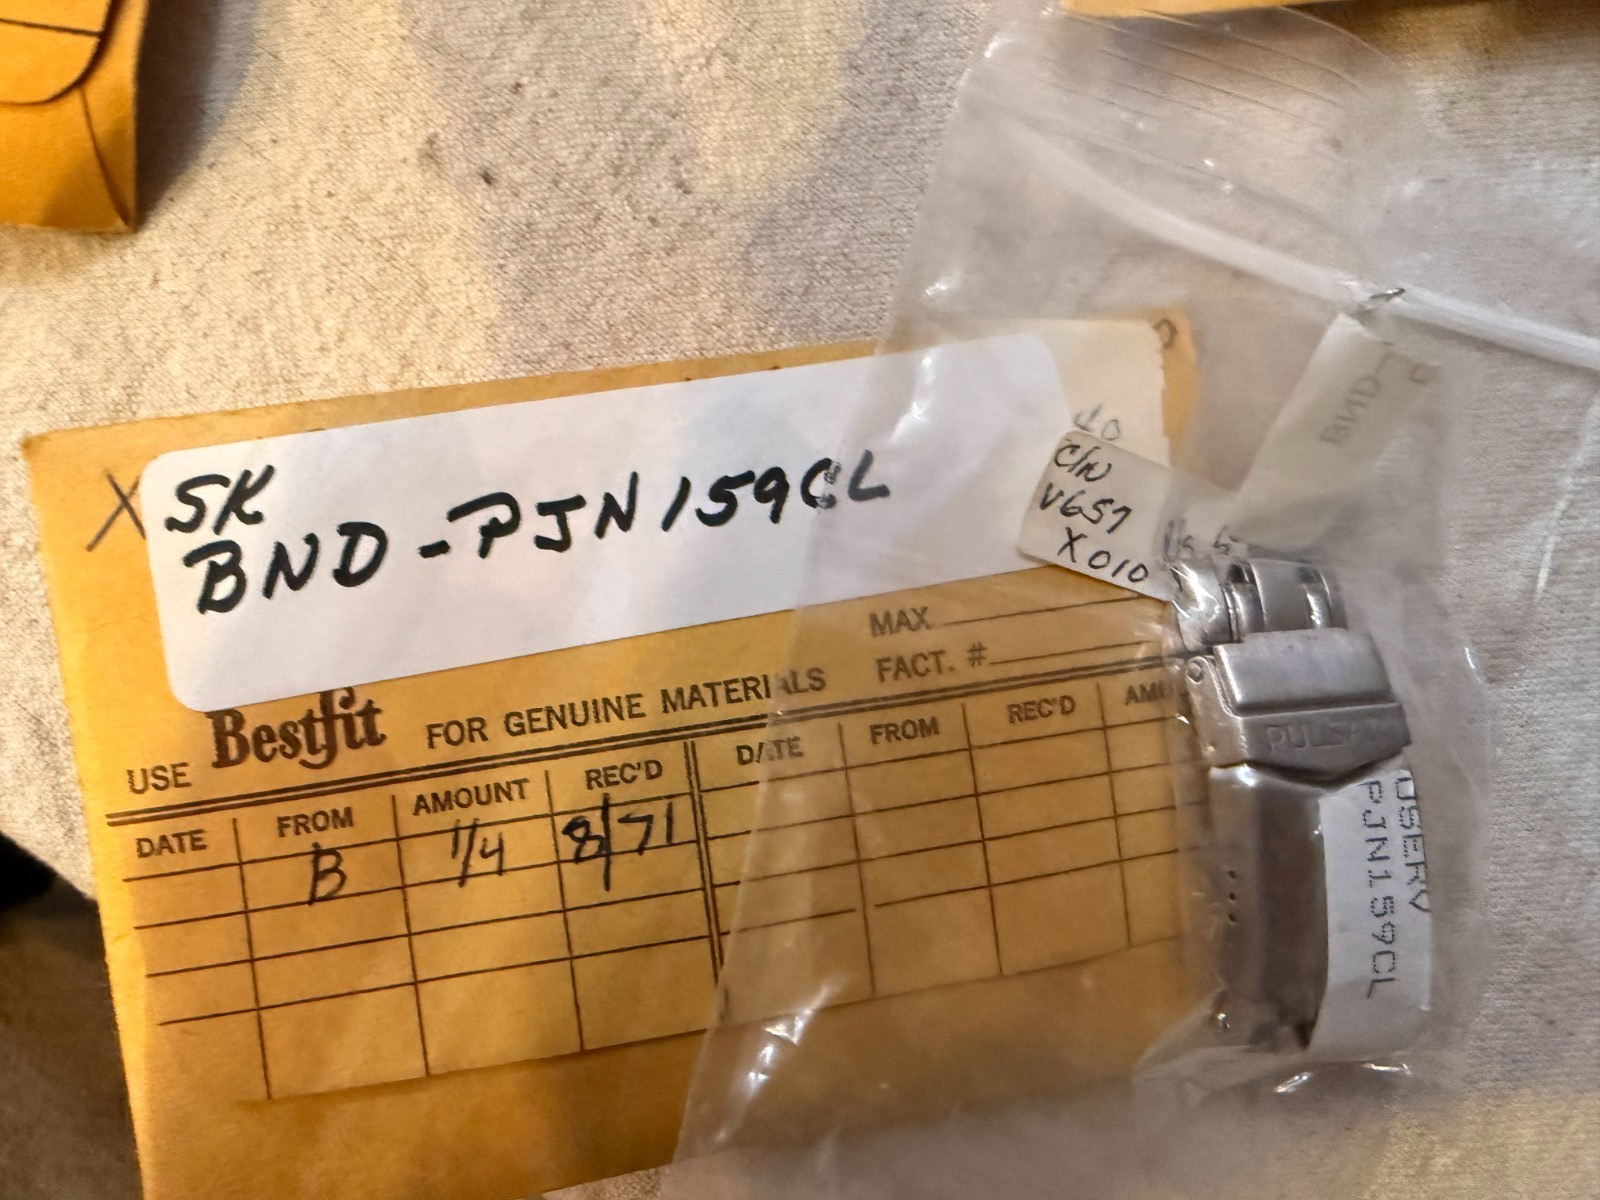 X
SK
BND-PJN159CL
C/N
V657
X010
BND-
MAX
FACT. #
USE Bestfit FOR GENUINE MATERIALS
DATE FROM AMOUNT REC'D DATE FROM REC'D
B 1/4 8/71
PULSAR
PJN159CL